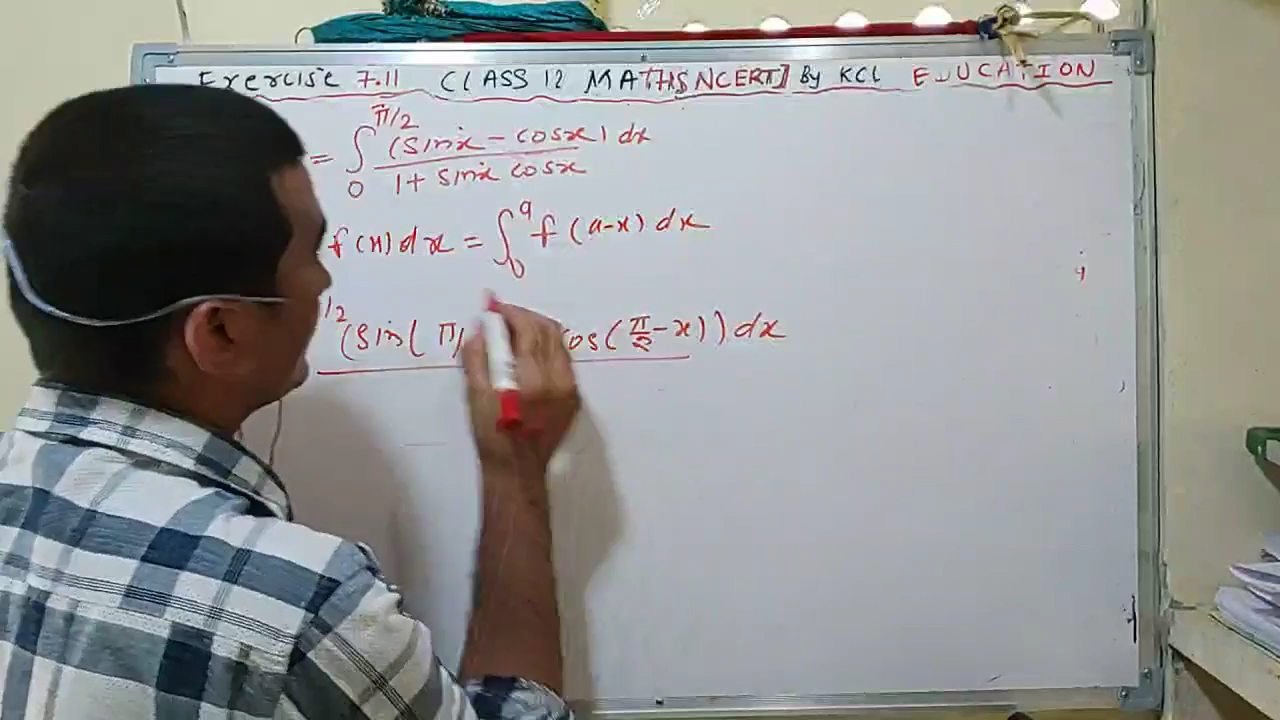 Exercise 7.11 CLASS 12 MATHS[NCERT] By KCL EDUCATION
= ∫₀^π/2 (sinx - cosx) dx / 1 + sinx cosx
f(x) dx = ∫₀^a f(a-x) dx
/2 (sin( π/ cos(π/2 - x)) dx